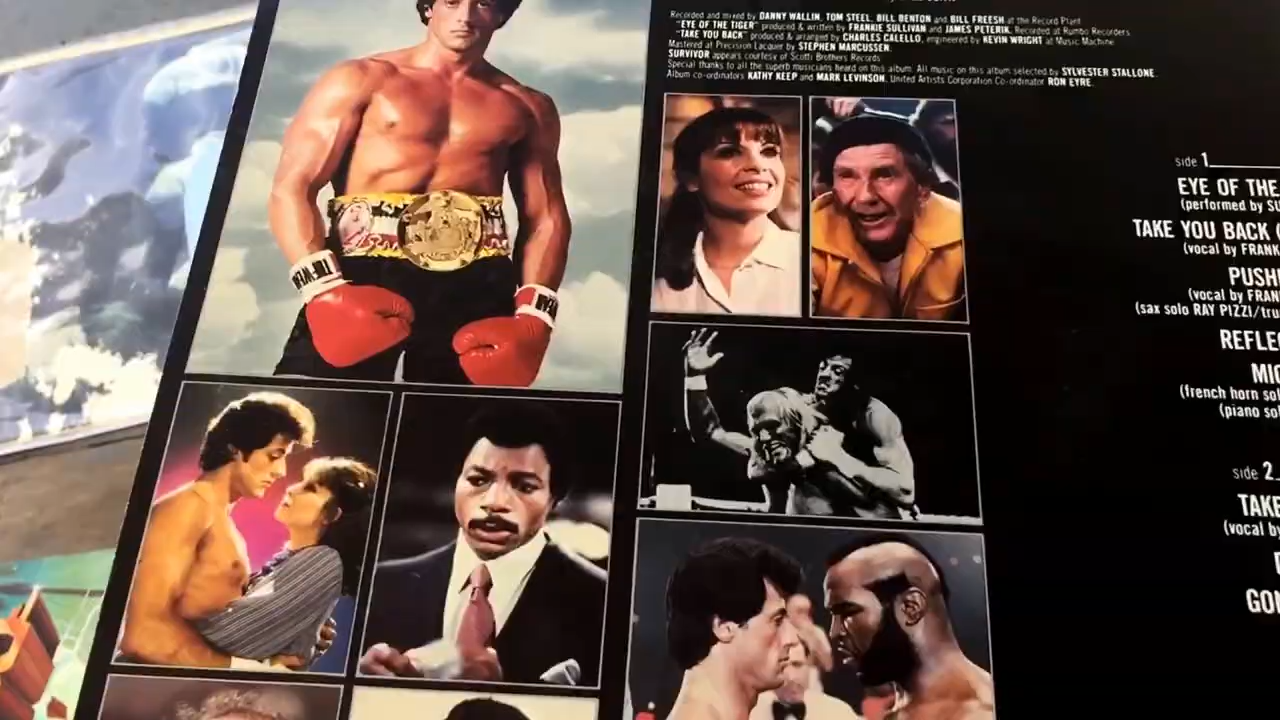 Recorded and mixed by DANNY WALLIN, TOM STEEL, BILL BENTON and BILL FREESH at the Record Plant
"EYE OF THE TIGER" produced & written by FRANKIE SULLIVAN and JAMES PETERIK, Recorded at Rumbo Recorders
"TAKE YOU BACK" produced & arranged by CHARLES CALELLO, engineered by KEVIN WRIGHT at Music Machine
Mastered at Precision Lacquer by STEPHEN MARCUSSEN.
SURVIVOR appears courtesy of Scotti Brothers Records
Special thanks to all the superb musicians heard on this album. All music on this album selected by SYLVESTER STALLONE.
Album co-ordinators KATHY KEEP and MARK LEVINSON, United Artists Corporation Co-ordinator RON EYRE.
side 1
EYE OF THE
(performed by SU
TAKE YOU BACK
(vocal by FRANK
PUSH
(vocal by FRAN
(sax solo RAY PIZZI/tru
REFLE
MIC
(french horn sol
(piano so
side 2
TAKE
(vocal by
GON